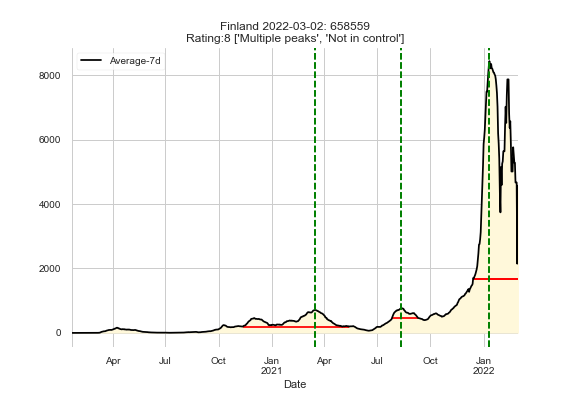 Finland 2022-03-02: 658559
Rating:8 ['Multiple peaks', 'Not in control']
Average-7d
8000
6000
4000
2000
0
Apr
Jul
Oct
Jan
2021
Apr
Jul
Oct
Jan
2022
Date